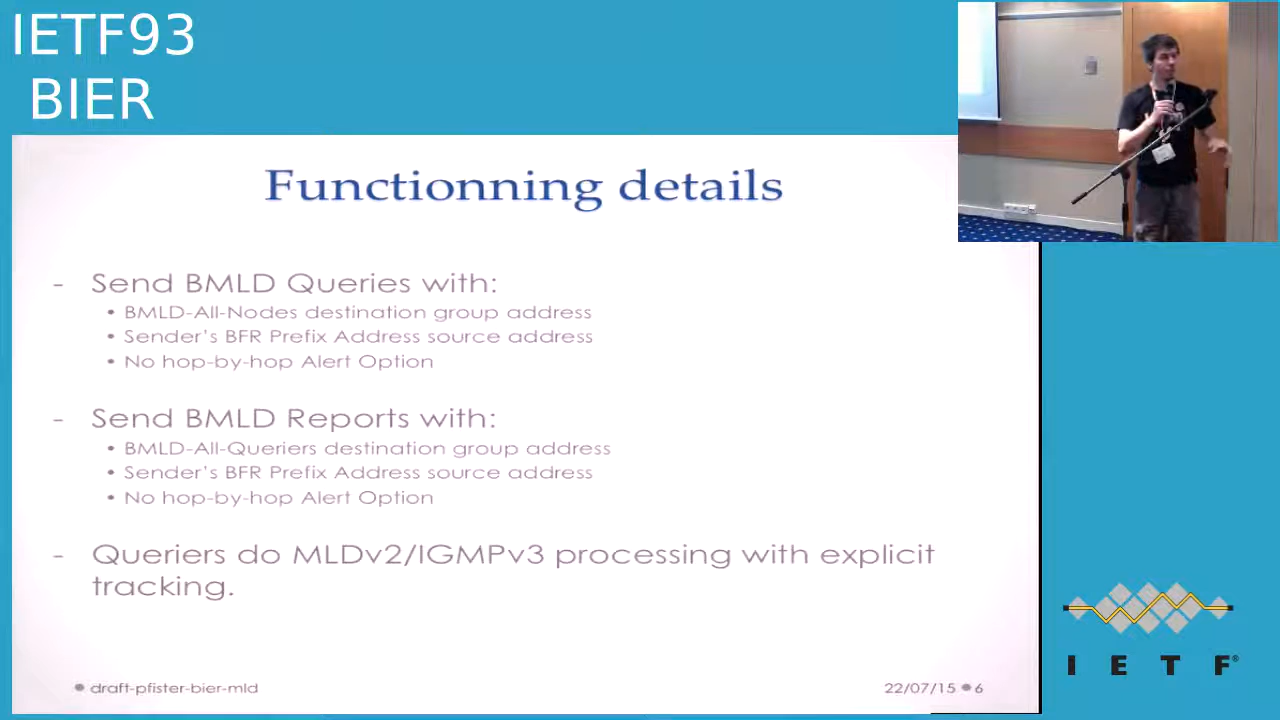 IETF93
BIER
Functionning details
- Send BMLD Queries with:
• BMLD-All-Nodes destination group address
• Sender's BFR Prefix Address source address
• No hop-by-hop Alert Option
- Send BMLD Reports with:
• BMLD-All-Queriers destination group address
• Sender's BFR Prefix Address source address
• No hop-by-hop Alert Option
- Queriers do MLDv2/IGMPv3 processing with explicit
tracking.
draft-pfister-bier-mld
22/07/15 • 6
I E T F®